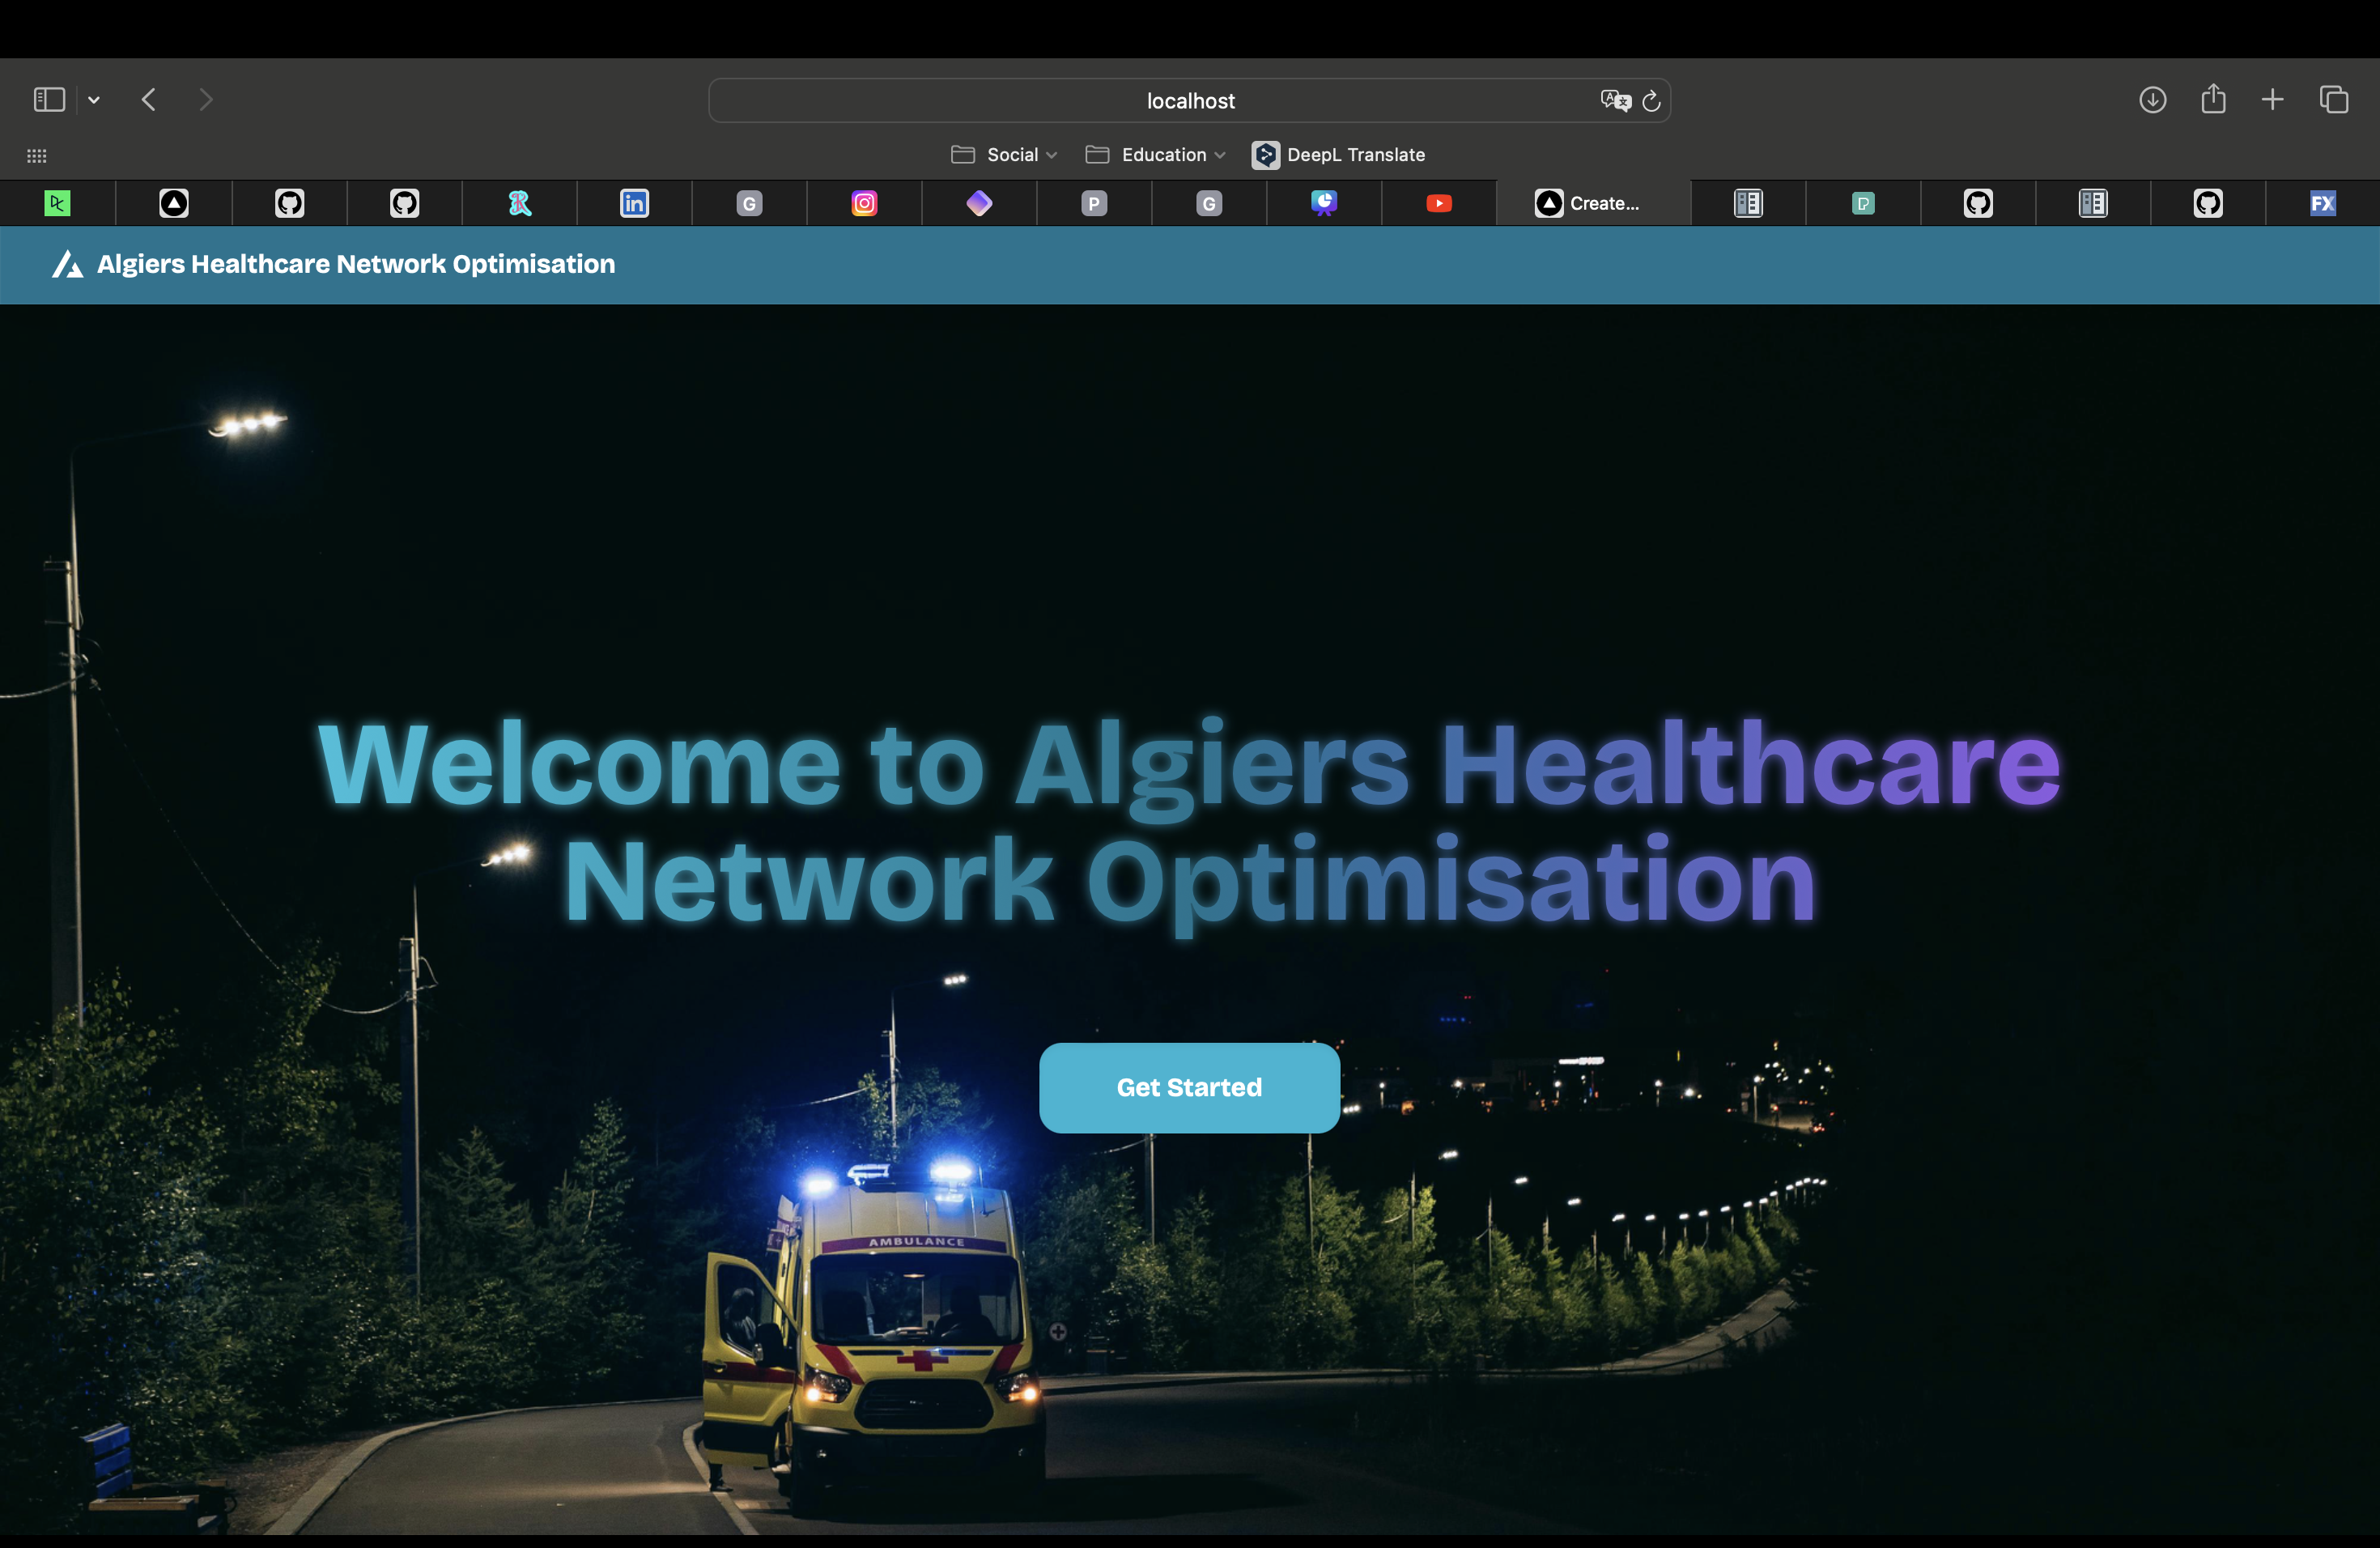 localhost
Social
Education
DeepL Translate
Create...
Algiers Healthcare Network Optimisation
Welcome to Algiers Healthcare
Network Optimisation
Get Started
AMBULANCE